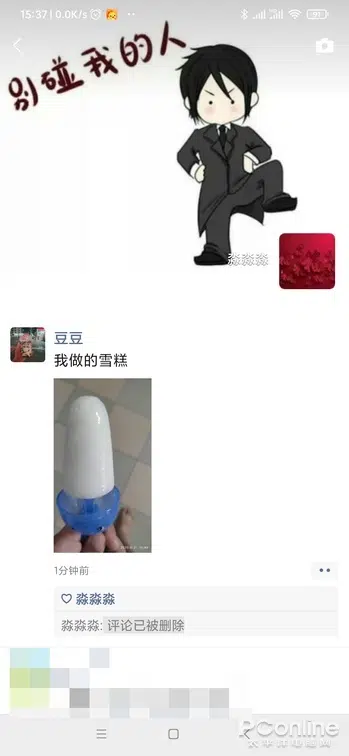 15:37 | 0.0K/s
97
别碰我的人
淼淼淼
豆豆
我做的雪糕
1分钟前
淼淼淼
淼淼淼: 评论已被删除
PConline
太平洋电脑网